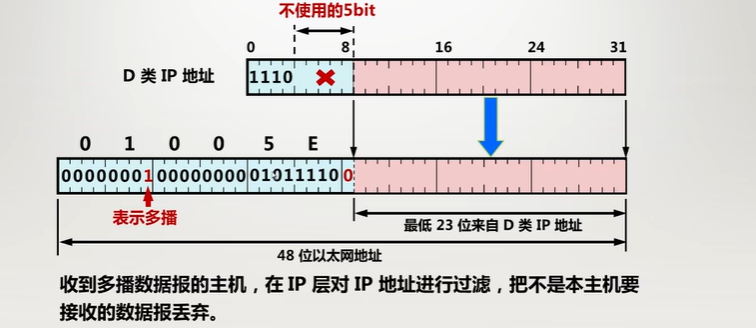 不使用的5bit
0 8 16 24 31
D 类 IP 地址
1110
0 1 0 0 5 E
00000001 00000000 01011110 0
表示多播
最低 23 位来自 D 类 IP 地址
48 位以太网地址
收到多播数据报的主机，在 IP 层对 IP 地址进行过滤，把不是本主机要
接收的数据报丢弃。